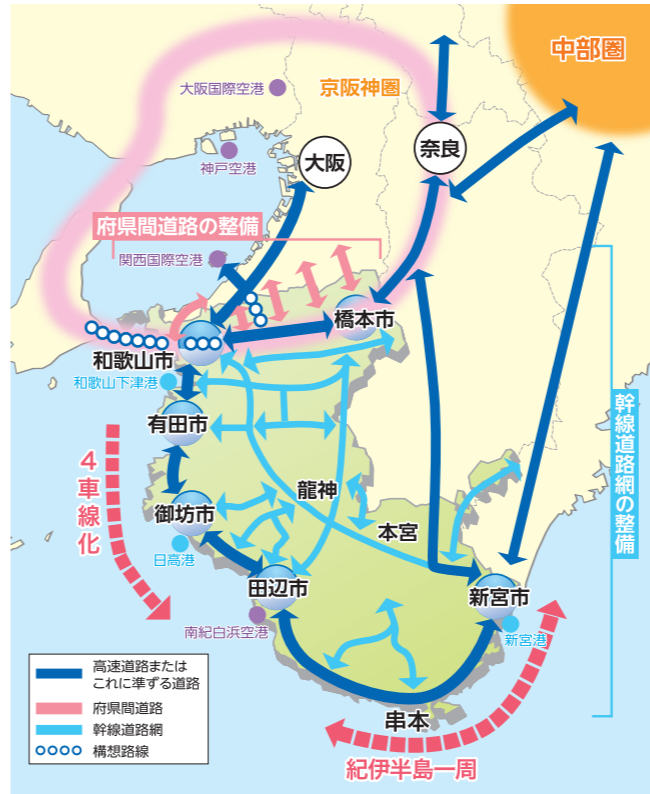 中部圏
大阪国際空港
京阪神圏
神戸空港
大阪
奈良
府県間道路の整備
関西国際空港
橋本市
和歌山市
和歌山下津港
有田市
４車線化
幹線道路網の整備
龍神
御坊市
本宮
日高港
田辺市
新宮市
南紀白浜空港
新宮港
高速道路または
これに準ずる道路
府県間道路
幹線道路網
構想路線
串本
紀伊半島一周